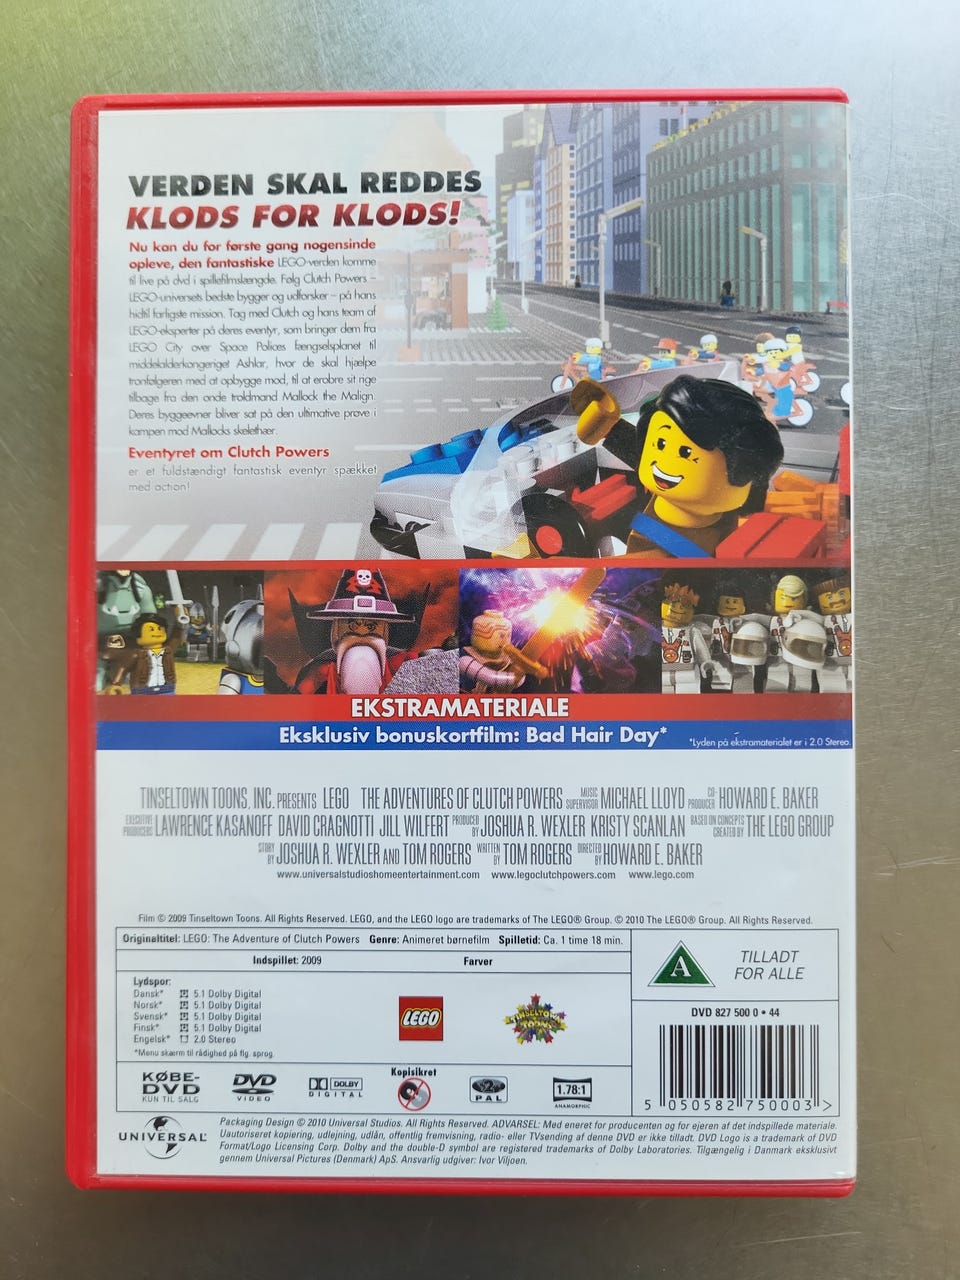 VERDEN SKAL REDDES
KLODS FOR KLODS!
Nu kan du for første gang nogensinde
opleve, den fantastiske LEGO-verden komme
til live på dvd i spillefilmslængde. Følg Clutch Powers –
LEGO-universets bedste bygger og udforsker – på hans
hidtil farligste mission. Tag med Clutch og hans team af
LEGO-eksperter på deres eventyr, som bringer dem fra
LEGO City over Space Polices fængselsplanet til
middelalderkongeriget Ashlar, hvor de skal hjælpe
tronfølgeren med at opbygge mod, til at erobre sit rige
tilbage fra den onde troldmand Mallock the Malign.
Deres byggeevner bliver sat på den ultimative prøve i
kampen mod Mallocks skelethær.
Eventyret om Clutch Powers
er et fuldstændigt fantastisk eventyr spækket
med action!
EKSTRAMATERIALE
Eksklusiv bonuskortfilm: Bad Hair Day*
*Lyden på ekstramaterialet er i 2.0 Stereo.
TINSELTOWN TOONS, INC. PRESENTS LEGO THE ADVENTURES OF CLUTCH POWERS MUSIC SUPERVISOR MICHAEL LLOYD CO-PRODUCER HOWARD E. BAKER
EXECUTIVE PRODUCERS LAWRENCE KASANOFF DAVID CRAGNOTTI JILL WILFERT PRODUCED BY JOSHUA R. WEXLER KRISTY SCANLAN BASED ON CONCEPTS CREATED BY THE LEGO GROUP
STORY BY JOSHUA R. WEXLER AND TOM ROGERS WRITTEN BY TOM ROGERS DIRECTED BY HOWARD E. BAKER
www.universalstudioshomeentertainment.com www.legoclutchpowers.com www.lego.com
Film © 2009 Tinseltown Toons. All Rights Reserved. LEGO, and the LEGO logo are trademarks of The LEGO® Group. © 2010 The LEGO® Group. All Rights Reserved.
Originaltitel: LEGO: The Adventure of Clutch Powers Genre: Animeret børnefilm Spilletid: Ca. 1 time 18 min.
Indspillet: 2009 Farver
A
TILLADT
FOR ALLE
Lydspor:
Dansk* 5.1 Dolby Digital
Norsk* 5.1 Dolby Digital
Svensk* 5.1 Dolby Digital
Finsk* 5.1 Dolby Digital
Engelsk* 2.0 Stereo
*Menu skærm til rådighed på flg. sprog.
LEGO
TINSELTOWN
TOONS
DVD 827 500 0 • 44
5 050582 750003 >
KØBE-
DVD
KUN TIL SALG
DVD
VIDEO
DOLBY
DIGITAL
Kopisikret
2
PAL
1.78:1
ANAMORPHIC
UNIVERSAL
Packaging Design © 2010 Universal Studios. All Rights Reserved. ADVARSEL: Med eneret for producenten og for ejeren af det indspillede materiale.
Uautoriseret kopiering, udlejning, udlån, offentlig fremvisning, radio- eller TVsending af denne DVD er ikke tilladt. DVD Logo is a trademark of DVD
Format/Logo Licensing Corp. Dolby and the double-D symbol are registered trademarks of Dolby Laboratories. Tilgængelig i Danmark eksklusivt
gennem Universal Pictures (Denmark) ApS. Ansvarlig udgiver: Ivor Viljoen.